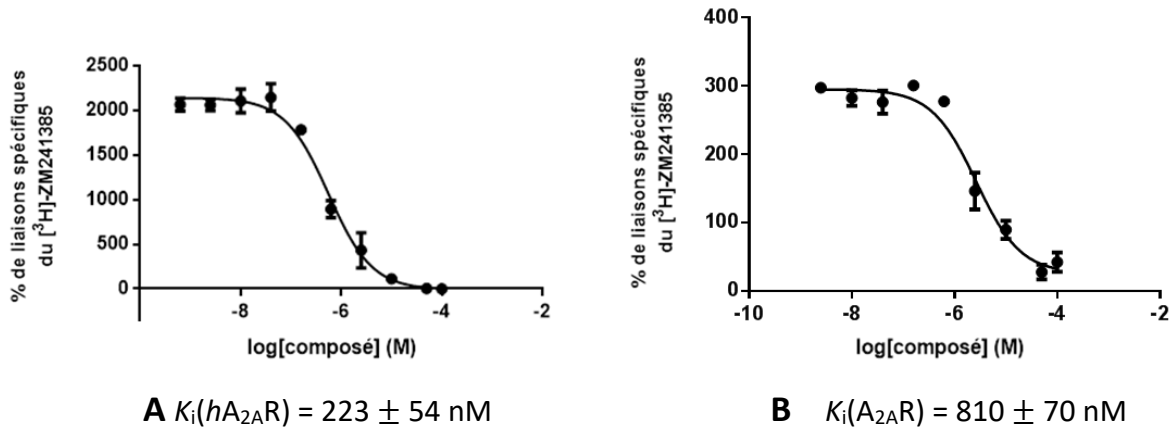 % de liaisons spécifiques
du [³H]-ZM241385
2500
2000
1500
1000
500
0
-8
-6
-4
-2
log[composé] (M)
A Kᵢ(hA₂ₐR) = 223 ± 54 nM
% de liaisons spécifiques
du [³H]-ZM241385
400
300
200
100
0
-10
-8
-6
-4
-2
log[composé] (M)
B Kᵢ(A₂ₐR) = 810 ± 70 nM